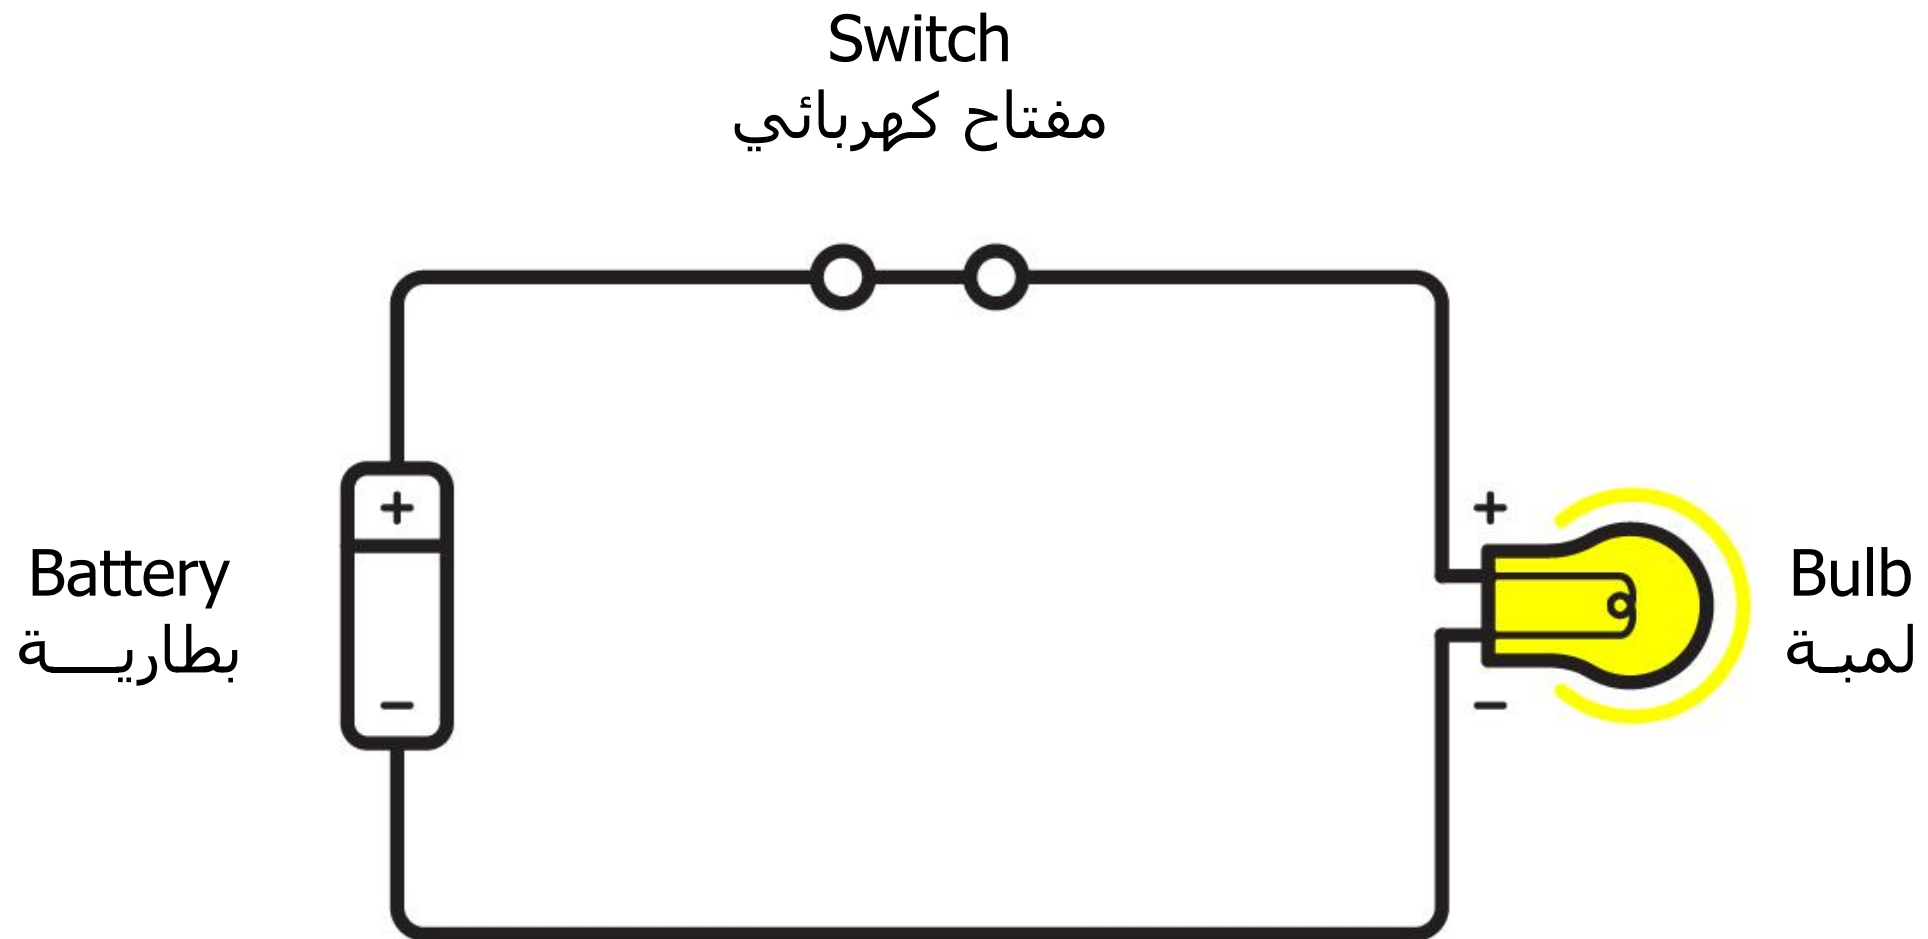 Switch
مفتاح كهربائي
+
+
Battery
بطاريـــــة
Bulb
لمبـة
−
−